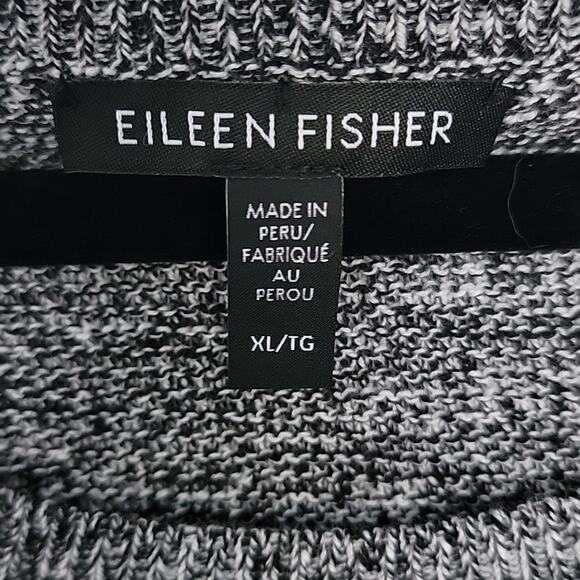 EILEEN FISHER
MADE IN
PERU/
FABRIQUÉ
AU
PEROU
XL/TG